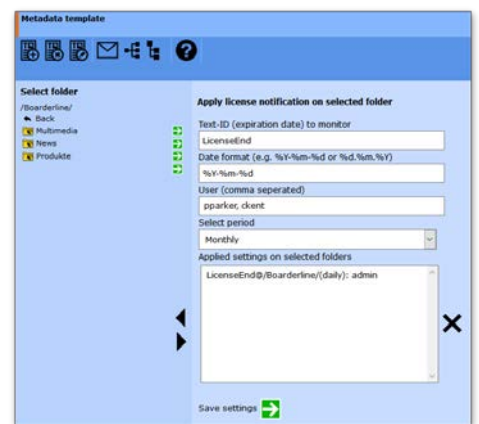 Metadata template
Select folder
/Boarderline/
Back
Multimedia
News
Produkte
Apply license notification on selected folder
Text-ID (expiration date) to monitor
LicenseEnd
Date format (e.g. %Y-%m-%d or %d.%m.%Y)
%Y-%m-%d
User (comma seperated)
pparker, ckent
Select period
Monthly
Applied settings on selected folders
LicenseEnd@/Boarderline/(daily): admin
Save settings